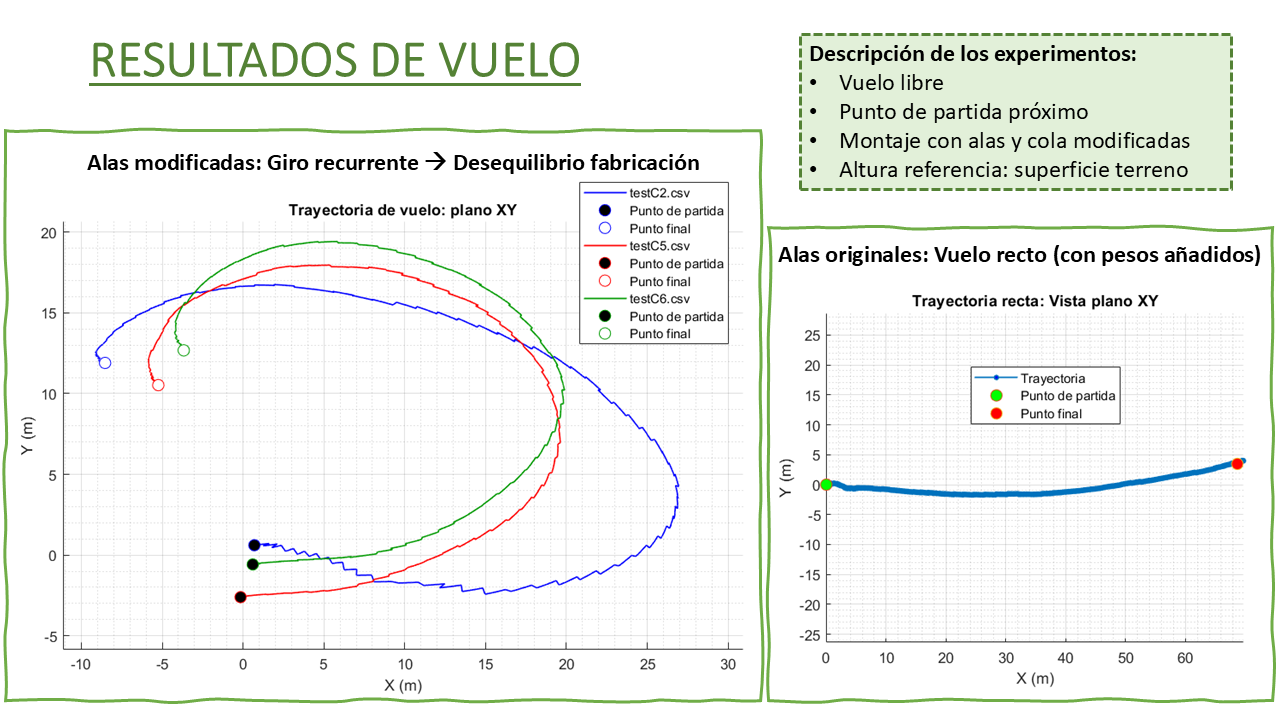 RESULTADOS DE VUELO
Descripción de los experimentos:
• Vuelo libre
• Punto de partida próximo
• Montaje con alas y cola modificadas
• Altura referencia: superficie terreno
Alas modificadas: Giro recurrente → Desequilibrio fabricación
Trayectoria de vuelo: plano XY
testC2.csv
Punto de partida
Punto final
testC5.csv
Punto de partida
Punto final
testC6.csv
Punto de partida
Punto final
Y (m)
20
15
10
5
0
-5
-10 -5 0 5 10 15 20 25 30
X (m)
Alas originales: Vuelo recto (con pesos añadidos)
Trayectoria recta: Vista plano XY
Trayectoria
Punto de partida
Punto final
Y (m)
25
20
15
10
5
0
-5
-10
-15
-20
-25
0 10 20 30 40 50 60
X (m)